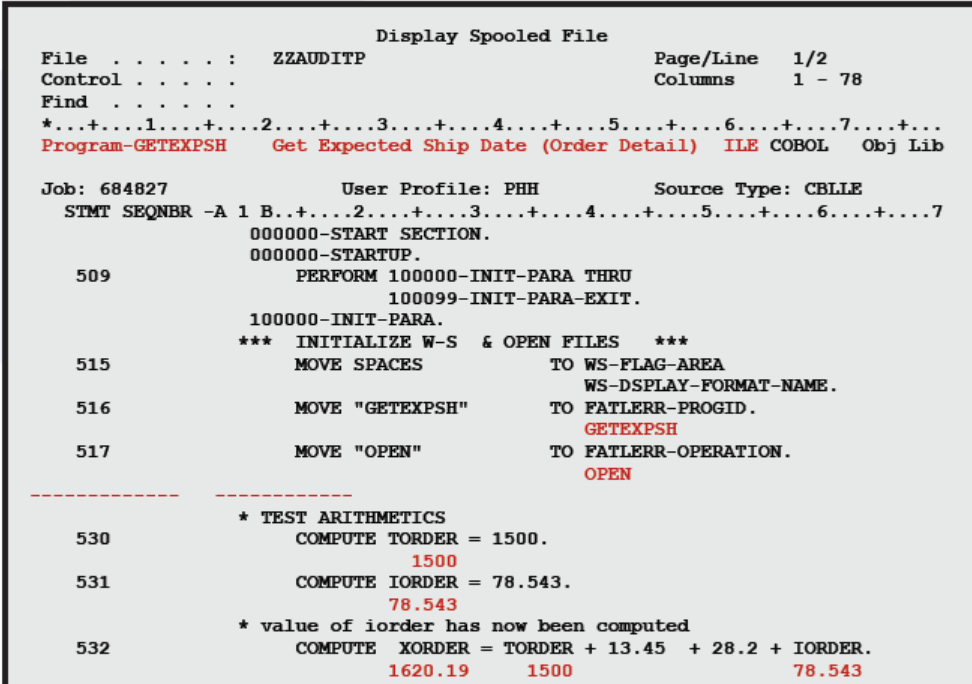 Display Spooled File
File . . . . . : ZZAUDITP Page/Line 1/2
Control . . . . . Columns 1 - 78
Find . . . . . .
*...+....1....+....2....+....3....+....4....+....5....+....6....+....7....+...
Program-GETEXPSH Get Expected Ship Date (Order Detail) ILE COBOL Obj Lib
Job: 684827 User Profile: PHH Source Type: CBLLE
STMT SEQNBR -A 1 B..+....2....+....3....+....4....+....5....+....6....+....7
000000-START SECTION.
000000-STARTUP.
509 PERFORM 100000-INIT-PARA THRU
100099-INIT-PARA-EXIT.
100000-INIT-PARA.
*** INITIALIZE W-S & OPEN FILES ***
515 MOVE SPACES TO WS-FLAG-AREA
WS-DSPLAY-FORMAT-NAME.
516 MOVE "GETEXPSH" TO FATLERR-PROGID.
GETEXPSH
517 MOVE "OPEN" TO FATLERR-OPERATION.
OPEN
------------- ------------
* TEST ARITHMETICS
530 COMPUTE TORDER = 1500.
1500
531 COMPUTE IORDER = 78.543.
78.543
* value of iorder has now been computed
532 COMPUTE XORDER = TORDER + 13.45 + 28.2 + IORDER.
1620.19 1500 78.543